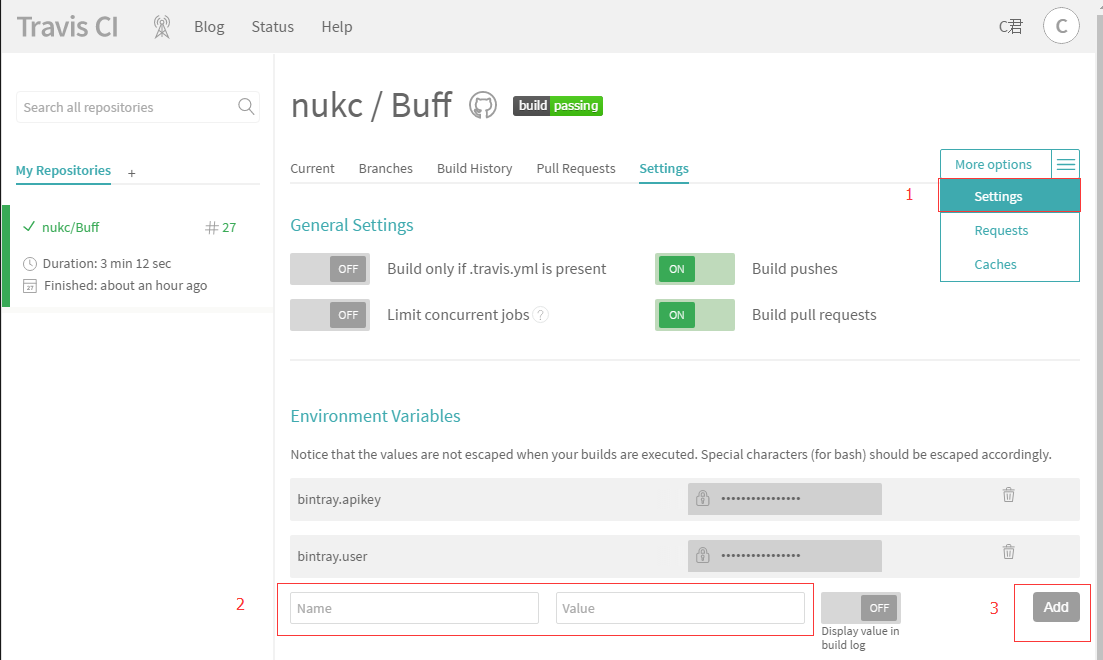 Travis CI Blog Status Help C君 C
Search all repositories
My Repositories +
nukc/Buff # 27
Duration: 3 min 12 sec
27 Finished: about an hour ago
nukc / Buff build passing
Current Branches Build History Pull Requests Settings More options
1 Settings
Requests
Caches
General Settings
OFF Build only if .travis.yml is present ON Build pushes
OFF Limit concurrent jobs ? ON Build pull requests
Environment Variables
Notice that the values are not escaped when your builds are executed. Special characters (for bash) should be escaped accordingly.
bintray.apikey ••••••••••••••••
bintray.user ••••••••••••••••
2 Name Value OFF 3 Add
Display value in
build log